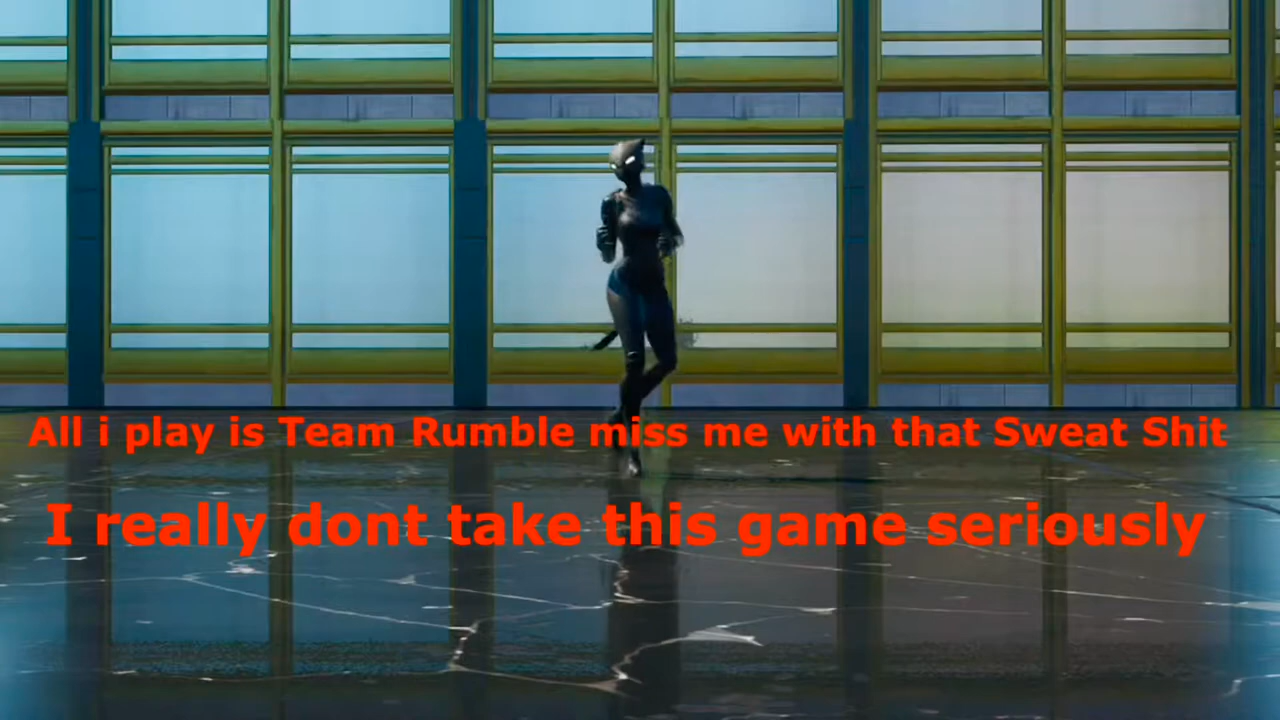 All i play is Team Rumble miss me with that Sweat Shit
I really dont take this game seriously